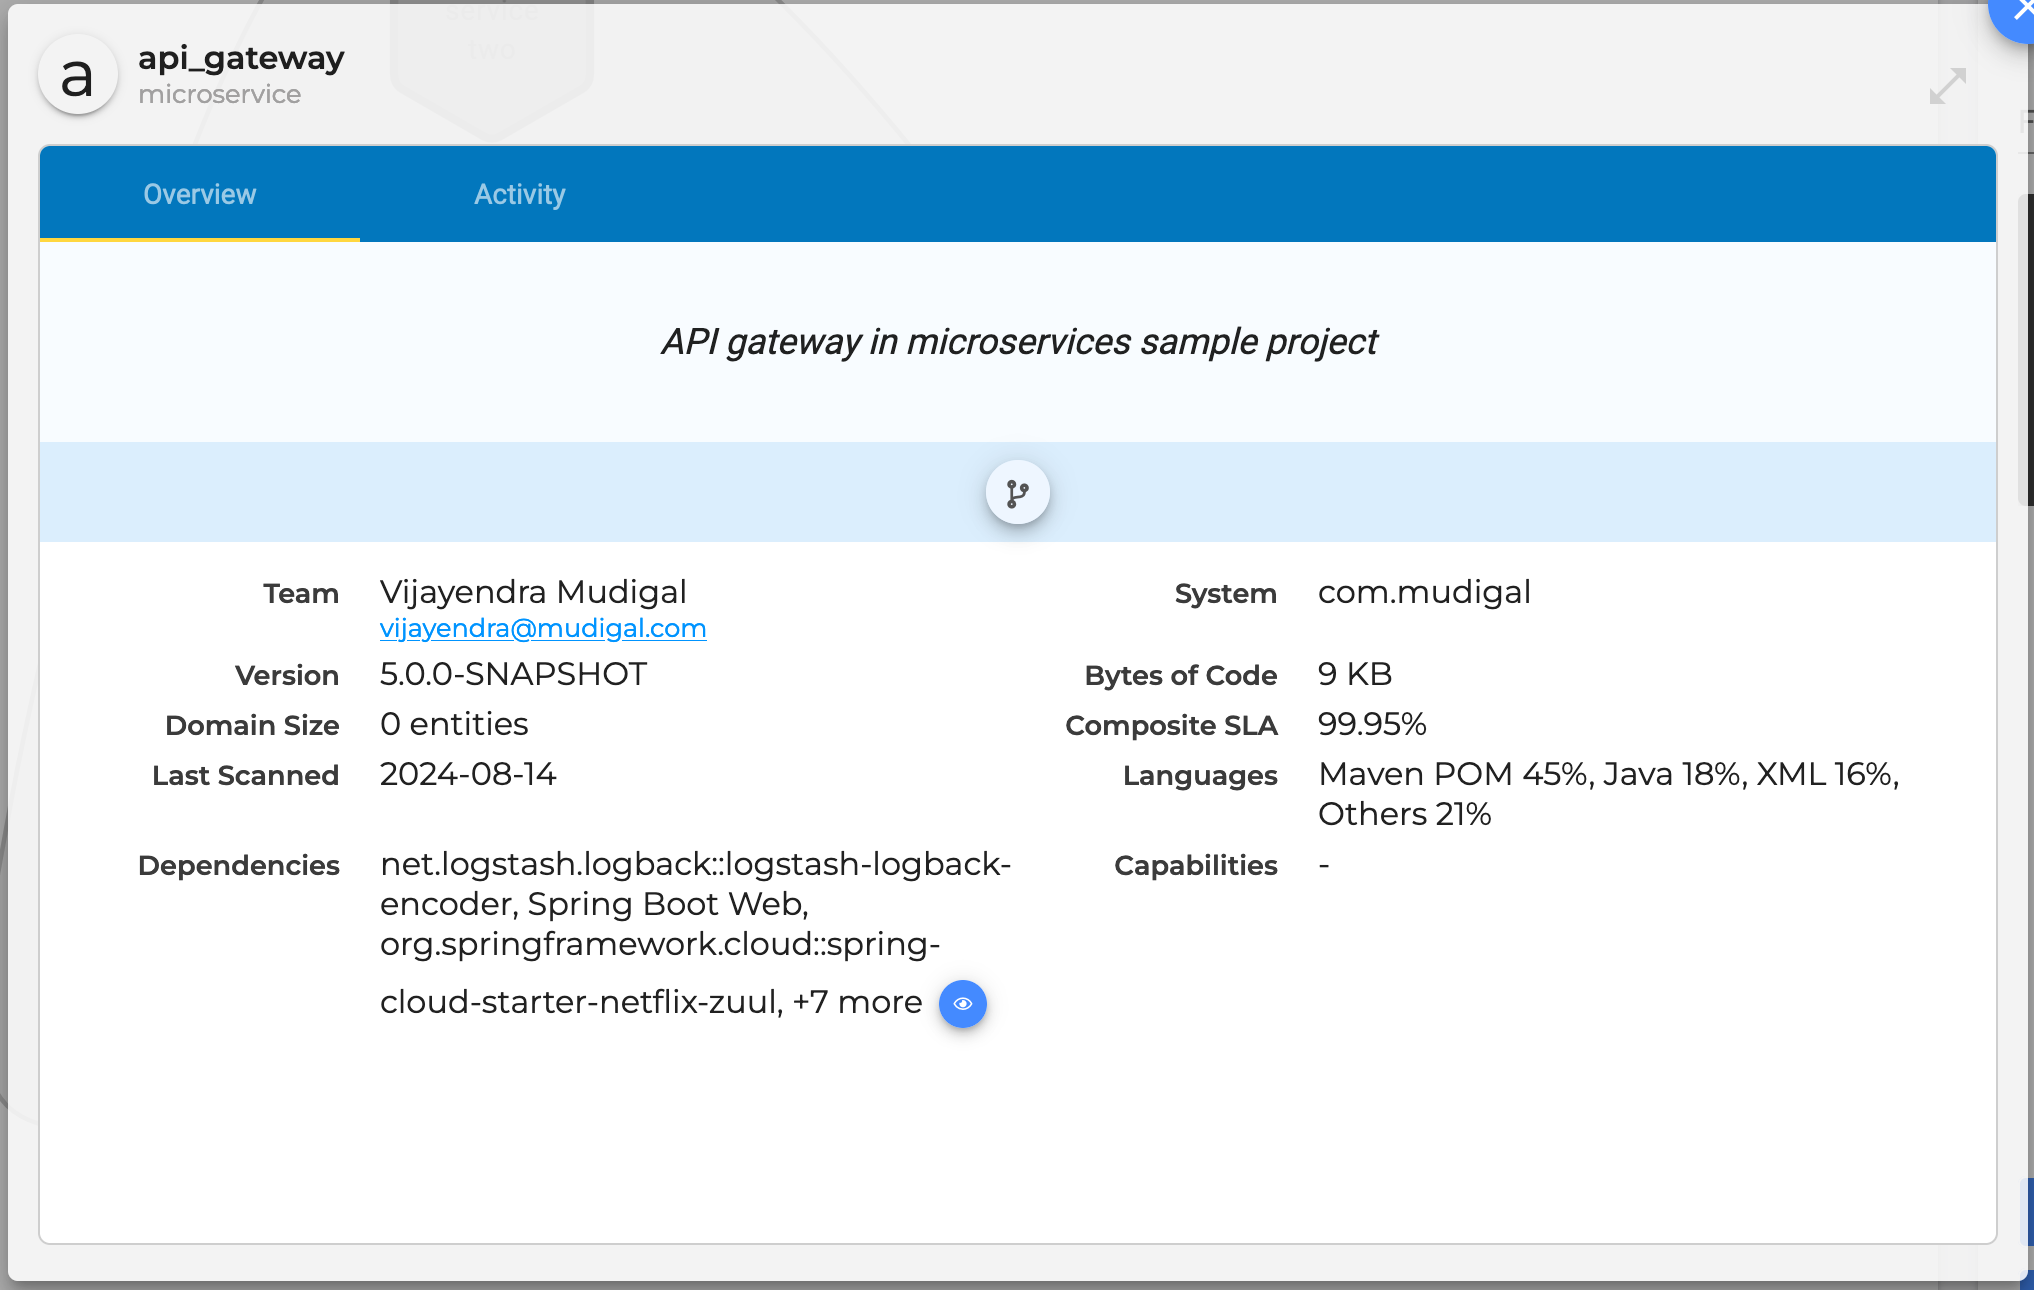 service
two
a
api_gateway
microservice
Overview
Activity
API gateway in microservices sample project
Team
Vijayendra Mudigal
vijayendra@mudigal.com
System
com.mudigal
Version
5.0.0-SNAPSHOT
Bytes of Code
9 KB
Domain Size
0 entities
Composite SLA
99.95%
Last Scanned
2024-08-14
Languages
Maven POM 45%, Java 18%, XML 16%,
Others 21%
Dependencies
net.logstash.logback::logstash-logback-
encoder, Spring Boot Web,
org.springframework.cloud::spring-
cloud-starter-netflix-zuul, +7 more
Capabilities
-